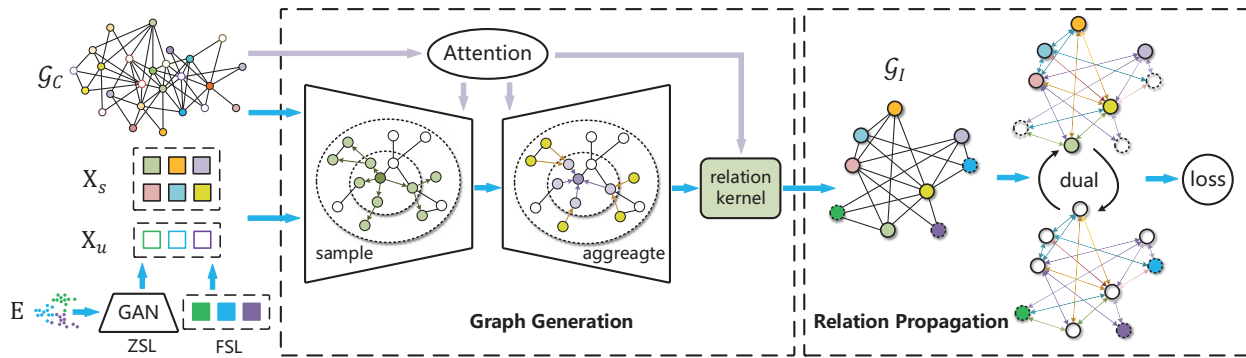 Attention
𝒢_C
𝒢_I
X_s
sample
aggreagte
relation
kernel
dual
loss
X_u
E
GAN
ZSL
FSL
Graph Generation
Relation Propagation